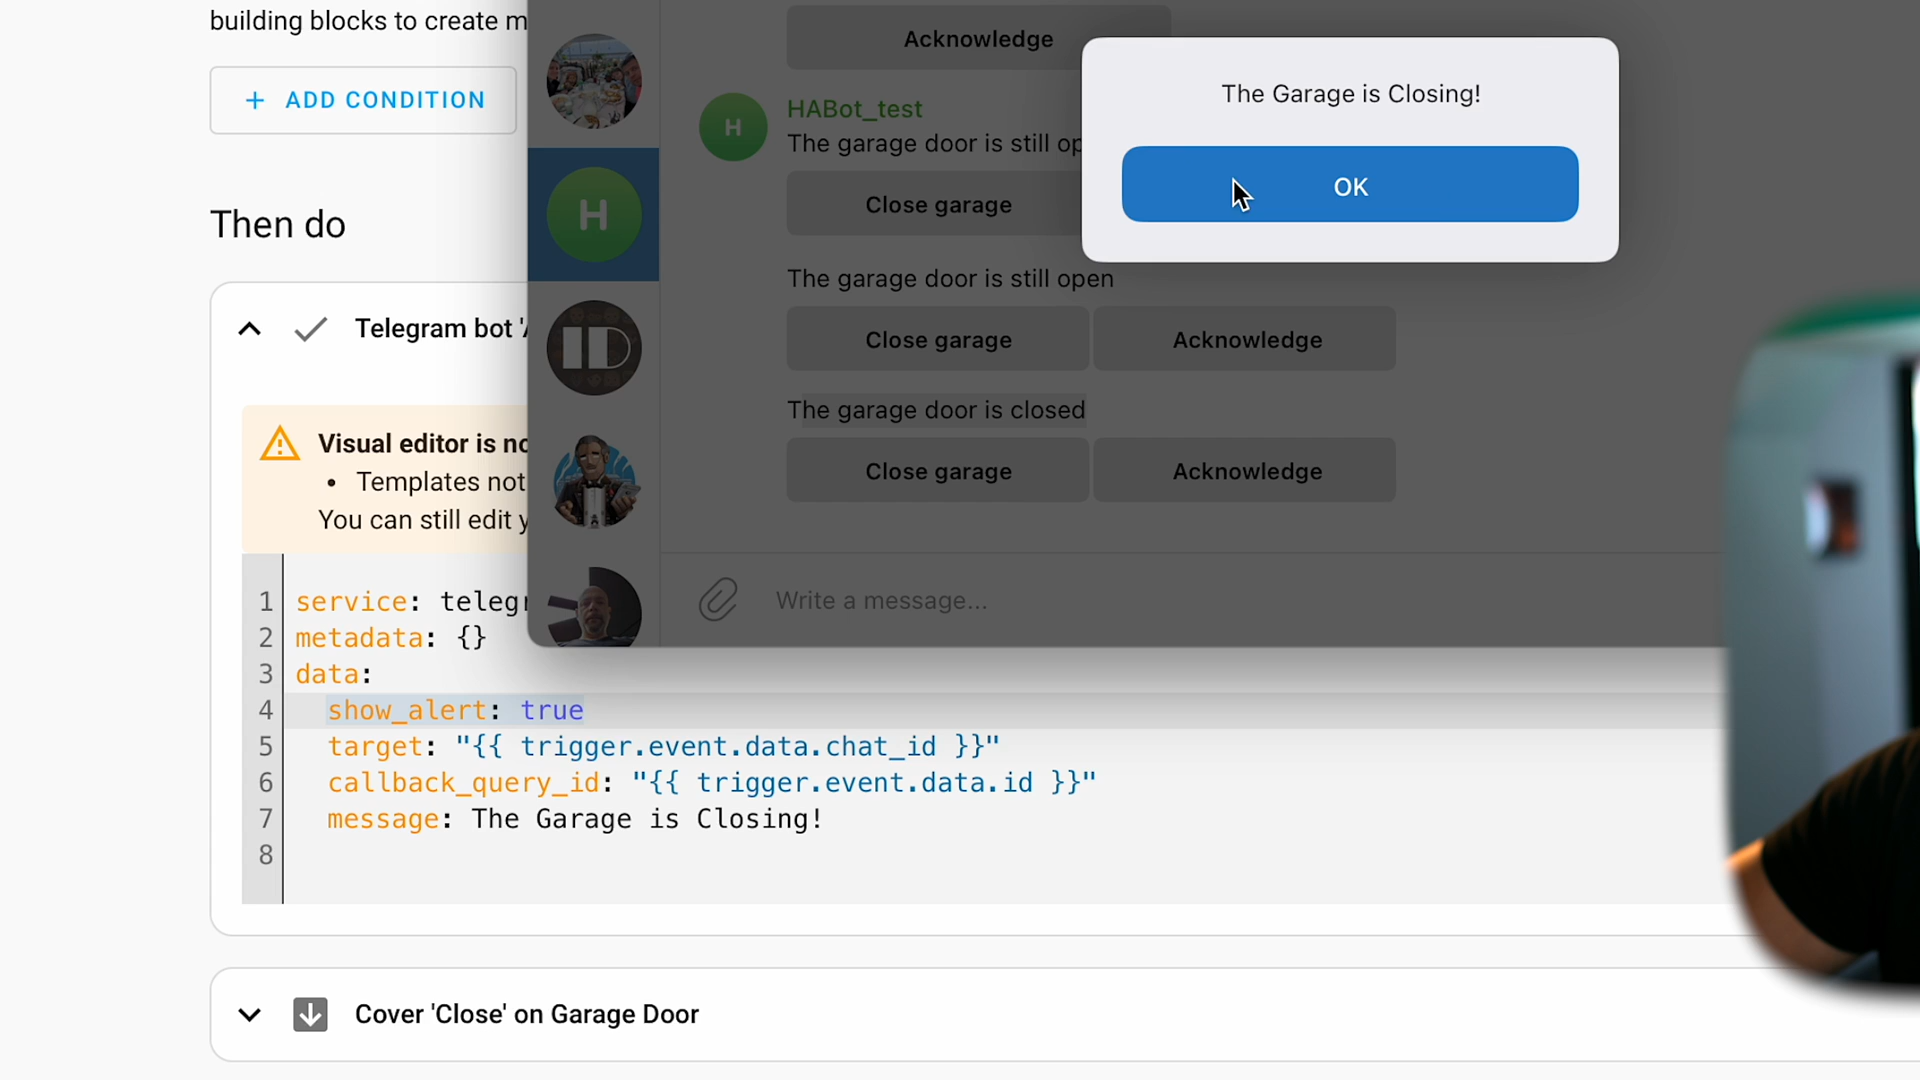 building blocks to create m
+ ADD CONDITION
Then do
Telegram bot 'A
Visual editor is no
• Templates not
You can still edit y
1 service: telegr
2 metadata: {}
3 data:
4 show_alert: true
5 target: "{{ trigger.event.data.chat_id }}"
6 callback_query_id: "{{ trigger.event.data.id }}"
7 message: The Garage is Closing!
8
Cover 'Close' on Garage Door
H
ID
Acknowledge
H
HABot_test
The garage door is still op
Close garage
The garage door is still open
Close garage Acknowledge
The garage door is closed
Close garage Acknowledge
Write a message...
The Garage is Closing!
OK